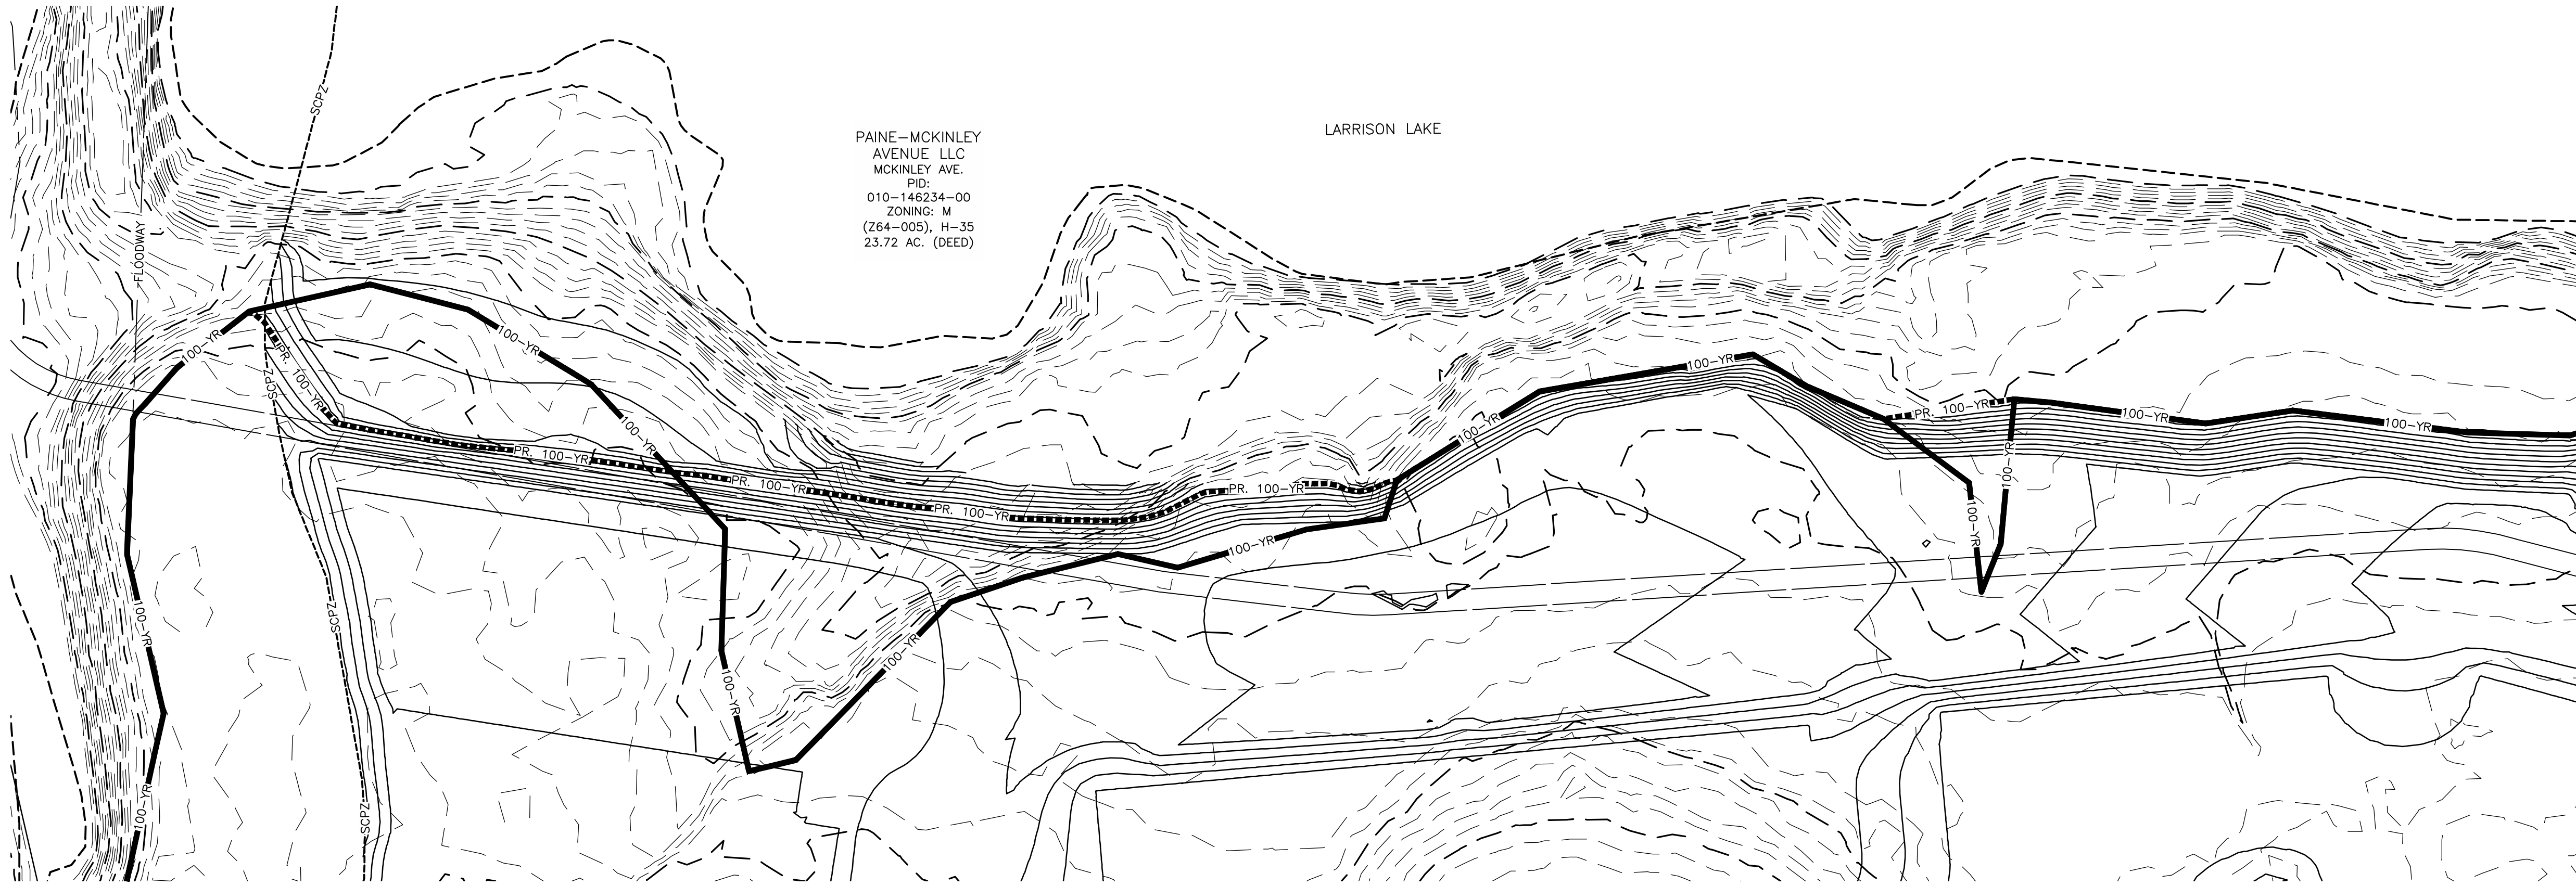 SCPZ
PAINE-MCKINLEY
AVENUE LLC
MCKINLEY AVE.
PID:
010-146234-00
ZONING: M
(Z64-005), H-35
23.72 AC. (DEED)
LARRISON LAKE
FLOODWAY
100-YR
100-YR
100-YR
PR. 100-YR
SCPZ
100-YR
100-YR
PR. 100-YR
100-YR
100-YR
100-YR
PR. 100-YR
PR. 100-YR
PR. 100-YR
PR. 100-YR
100-YR
100-YR
100-YR
100-YR
SCPZ
100-YR
100-YR
100-YR
SCPZ